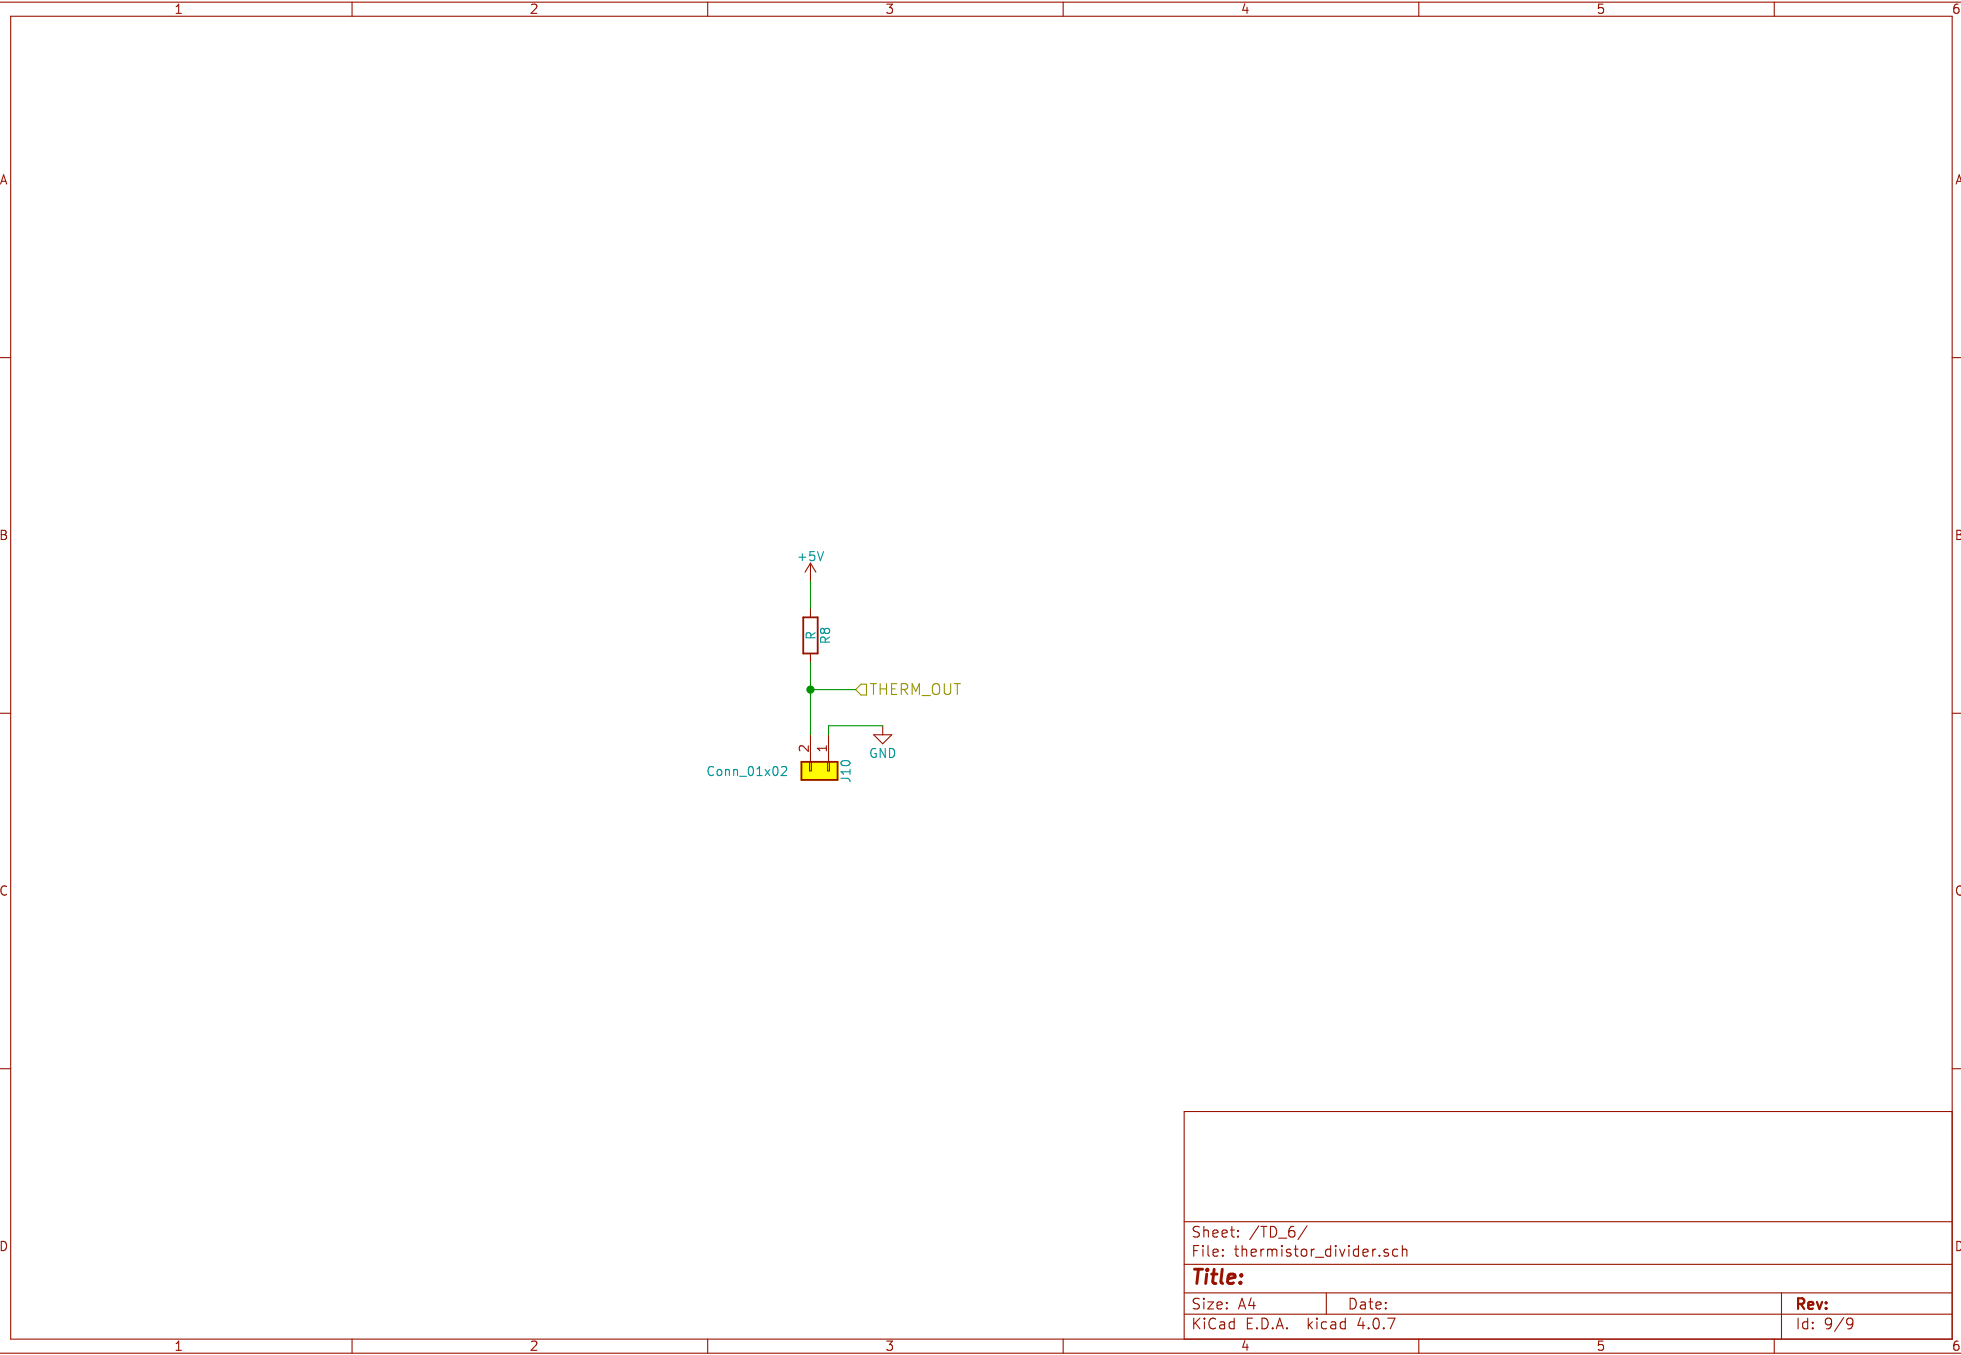 1 2 3 4 5 6
A A
B B
+5V
R R8
THERM_OUT
2 1
GND
Conn_01x02 J10
C C
Sheet: /TD_6/
File: thermistor_divider.sch
D D
Title:
Size: A4 Date: Rev:
KiCad E.D.A. kicad 4.0.7 Id: 9/9
1 2 3 4 5 6